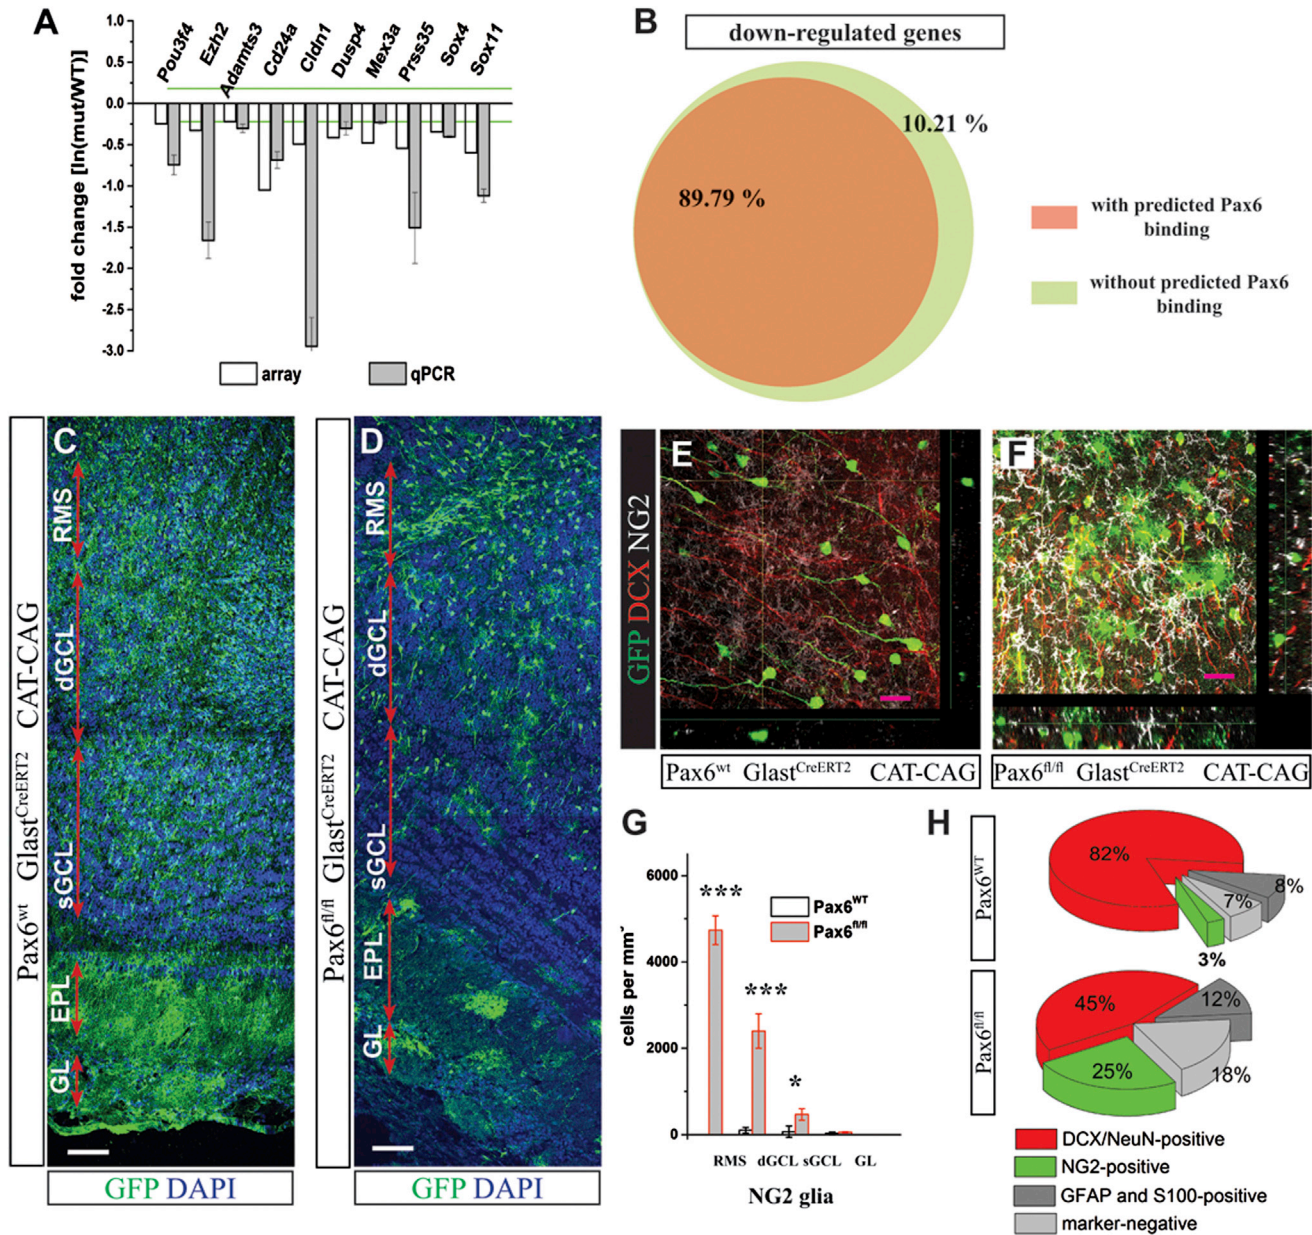 A
fold change [ln(mut/WT)]
1.0
0.5
0.0
-0.5
-1.0
-1.5
-2.0
-2.5
-3.0
Pou3f4
Ezh2
Adamts3
Cd24a
Cldn1
Dusp4
Mex3a
Prss35
Sox4
Sox11
array
qPCR
B
down-regulated genes
10.21 %
89.79 %
with predicted Pax6
binding
without predicted Pax6
binding
C
Pax6wt GlastCreERT2 CAT-CAG
RMS
dGCL
sGCL
EPL
GL
GFP DAPI
D
Pax6fl/fl GlastCreERT2 CAT-CAG
RMS
dGCL
sGCL
EPL
GL
GFP DAPI
GFP DCX NG2
E
Pax6wt GlastCreERT2 CAT-CAG
F
Pax6fl/fl GlastCreERT2 CAT-CAG
G
cells per mm³
6000
4000
2000
0
***
***
*
Pax6WT
Pax6fl/fl
RMS dGCL sGCL GL
NG2 glia
H
Pax6WT
82%
8%
7%
3%
Pax6fl/fl
45%
12%
25%
18%
DCX/NeuN-positive
NG2-positive
GFAP and S100-positive
marker-negative